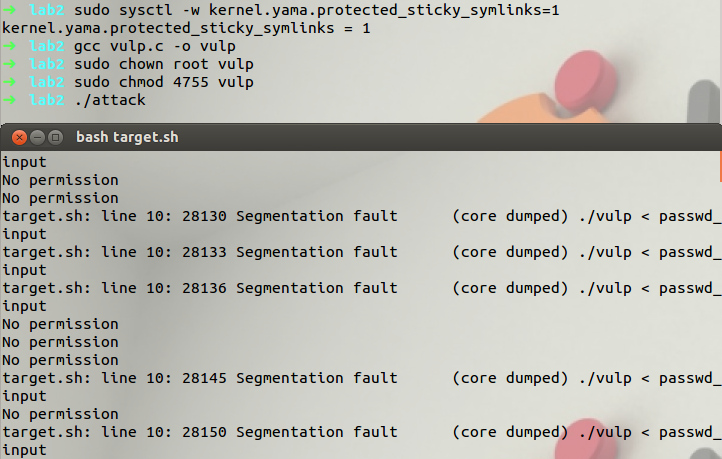 ➜ lab2 sudo sysctl -w kernel.yama.protected_sticky_symlinks=1
kernel.yama.protected_sticky_symlinks = 1
➜ lab2 gcc vulp.c -o vulp
➜ lab2 sudo chown root vulp
➜ lab2 sudo chmod 4755 vulp
➜ lab2 ./attack
bash target.sh
input
No permission
No permission
target.sh: line 10: 28130 Segmentation fault (core dumped) ./vulp < passwd_
input
target.sh: line 10: 28133 Segmentation fault (core dumped) ./vulp < passwd_
input
target.sh: line 10: 28136 Segmentation fault (core dumped) ./vulp < passwd_
input
No permission
No permission
No permission
target.sh: line 10: 28145 Segmentation fault (core dumped) ./vulp < passwd_
input
No permission
target.sh: line 10: 28150 Segmentation fault (core dumped) ./vulp < passwd_
input